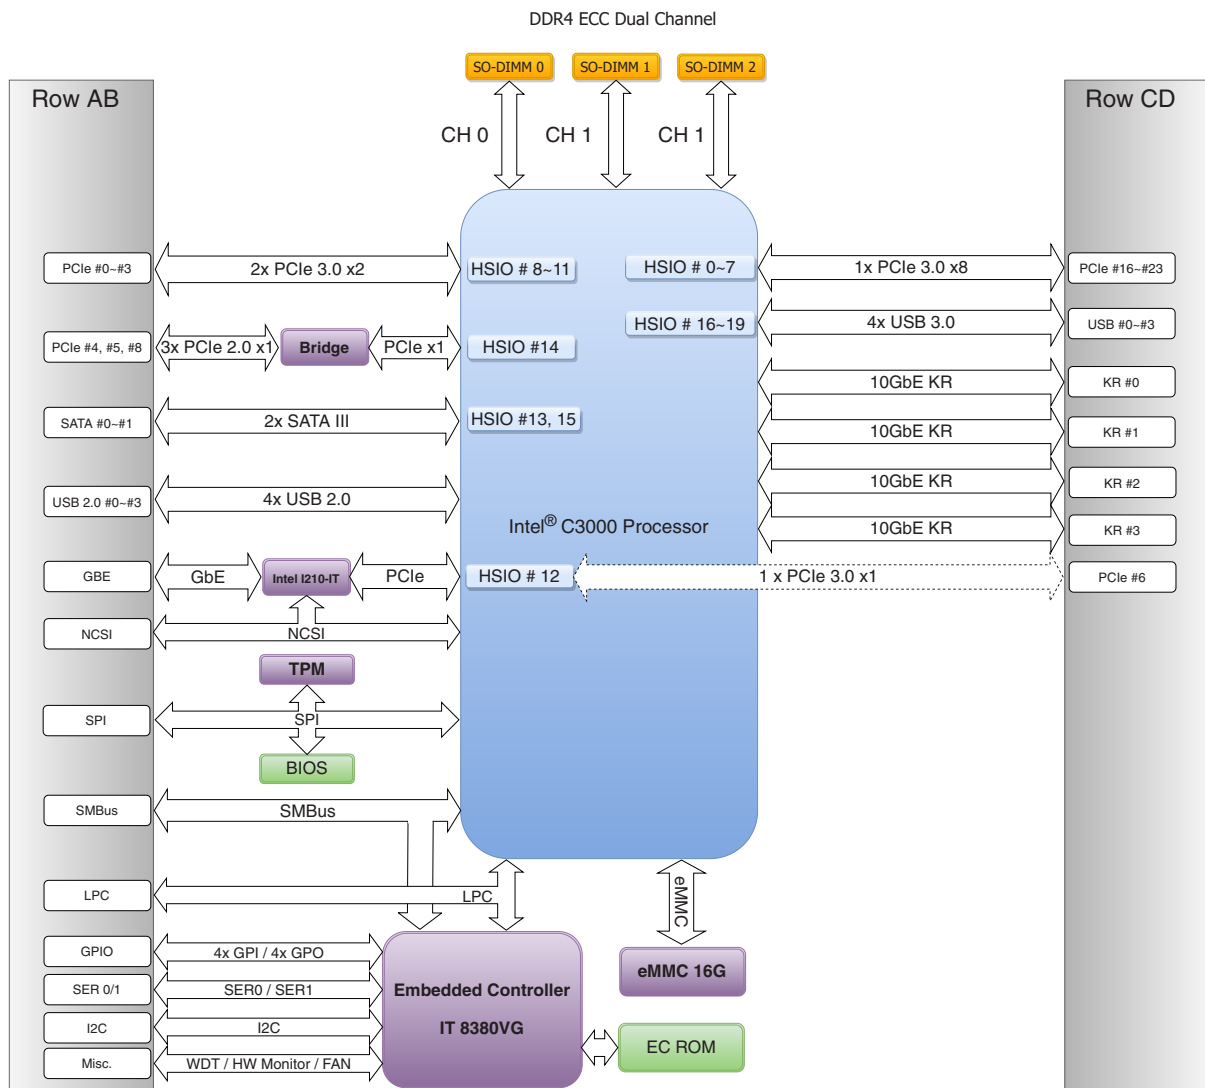 DDR4 ECC Dual Channel
SO-DIMM 0
SO-DIMM 1
SO-DIMM 2
CH 0
CH 1
CH 1
Row AB
PCIe #0~#3
2x PCIe 3.0 x2
HSIO # 8~11
PCIe #4, #5, #8
3x PCIe 2.0 x1
Bridge
PCIe x1
HSIO #14
SATA #0~#1
2x SATA III
HSIO #13, 15
USB 2.0 #0~#3
4x USB 2.0
GBE
GbE
Intel I210-IT
PCIe
HSIO # 12
NCSI
NCSI
TPM
SPI
SPI
BIOS
SMBus
SMBus
LPC
LPC
GPIO
4x GPI / 4x GPO
SER 0/1
SER0 / SER1
I2C
I2C
Misc.
WDT / HW Monitor / FAN
Intel® C3000 Processor
Embedded Controller
IT 8380VG
eMMC
eMMC 16G
EC ROM
Row CD
HSIO # 0~7
1x PCIe 3.0 x8
PCIe #16~#23
HSIO # 16~19
4x USB 3.0
USB #0~#3
10GbE KR
KR #0
10GbE KR
KR #1
10GbE KR
KR #2
10GbE KR
KR #3
1 x PCIe 3.0 x1
PCIe #6